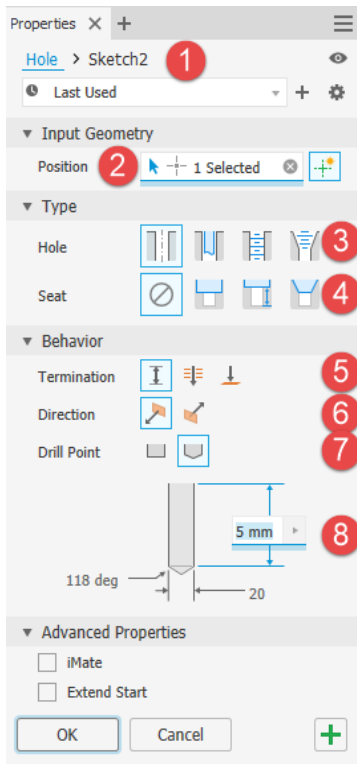 Properties × +
Hole > Sketch2 1
Last Used +
Input Geometry
Position 2 1 Selected
Type
Hole 3
Seat 4
Behavior
Termination 5
Direction 6
Drill Point 7
5 mm 8
118 deg
20
Advanced Properties
iMate
Extend Start
OK Cancel +